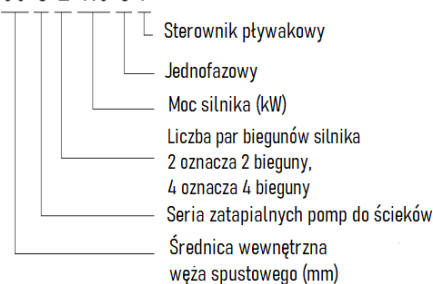 Sterownik pływakowy
Jednofazowy
Moc silnika (kW)
Liczba par biegunów silnika
2 oznacza 2 bieguny,
4 oznacza 4 bieguny
Seria zatapialnych pomp do ścieków
Średnica wewnętrzna
węża spustowego (mm)